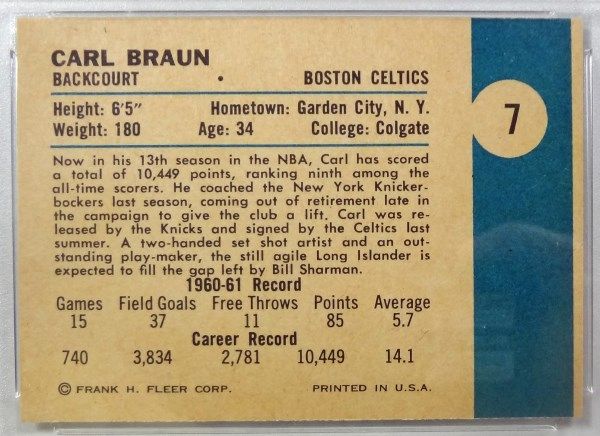 CARL BRAUN
BACKCOURT • BOSTON CELTICS
7
Height: 6'5" Hometown: Garden City, N. Y.
Weight: 180 Age: 34 College: Colgate
Now in his 13th season in the NBA, Carl has scored
a total of 10,449 points, ranking ninth among the
all-time scorers. He coached the New York Knicker-
bockers last season, coming out of retirement late in
the campaign to give the club a lift. Carl was re-
leased by the Knicks and signed by the Celtics last
summer. A two-handed set shot artist and an out-
standing play-maker, the still agile Long Islander is
expected to fill the gap left by Bill Sharman.
1960-61 Record
Games Field Goals Free Throws Points Average
15 37 11 85 5.7
Career Record
740 3,834 2,781 10,449 14.1
© FRANK H. FLEER CORP. PRINTED IN U.S.A.